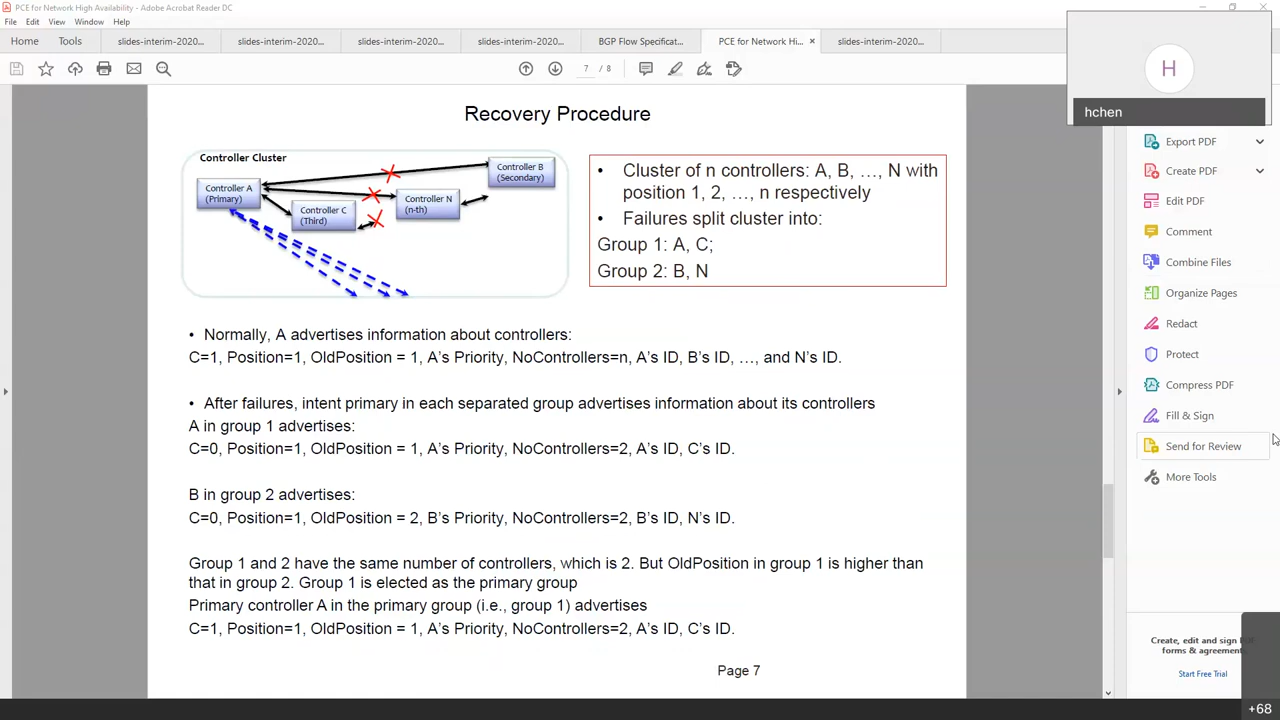 PCE for Network High Availability - Adobe Acrobat Reader DC
File Edit View Window Help
Home Tools slides-interim-2020... slides-interim-2020... slides-interim-2020... slides-interim-2020... BGP Flow Specificat... PCE for Network Hi... × slides-interim-2020...
7 / 8
H
hchen
Recovery Procedure
Controller Cluster
Controller A
(Primary)
Controller B
(Secondary)
Controller C
(Third)
Controller N
(n-th)
• Cluster of n controllers: A, B, …, N with
position 1, 2, …, n respectively
• Failures split cluster into:
Group 1: A, C;
Group 2: B, N
• Normally, A advertises information about controllers:
C=1, Position=1, OldPosition = 1, A’s Priority, NoControllers=n, A’s ID, B’s ID, …, and N’s ID.
• After failures, intent primary in each separated group advertises information about its controllers
A in group 1 advertises:
C=0, Position=1, OldPosition = 1, A’s Priority, NoControllers=2, A’s ID, C’s ID.
B in group 2 advertises:
C=0, Position=1, OldPosition = 2, B’s Priority, NoControllers=2, B’s ID, N’s ID.
Group 1 and 2 have the same number of controllers, which is 2. But OldPosition in group 1 is higher than
that in group 2. Group 1 is elected as the primary group
Primary controller A in the primary group (i.e., group 1) advertises
C=1, Position=1, OldPosition = 1, A’s Priority, NoControllers=2, A’s ID, C’s ID.
Page 7
Export PDF
Create PDF
Edit PDF
Comment
Combine Files
Organize Pages
Redact
Protect
Compress PDF
Fill & Sign
Send for Review
More Tools
Create, edit and sign
forms & agreements
Start Free Trial
+68